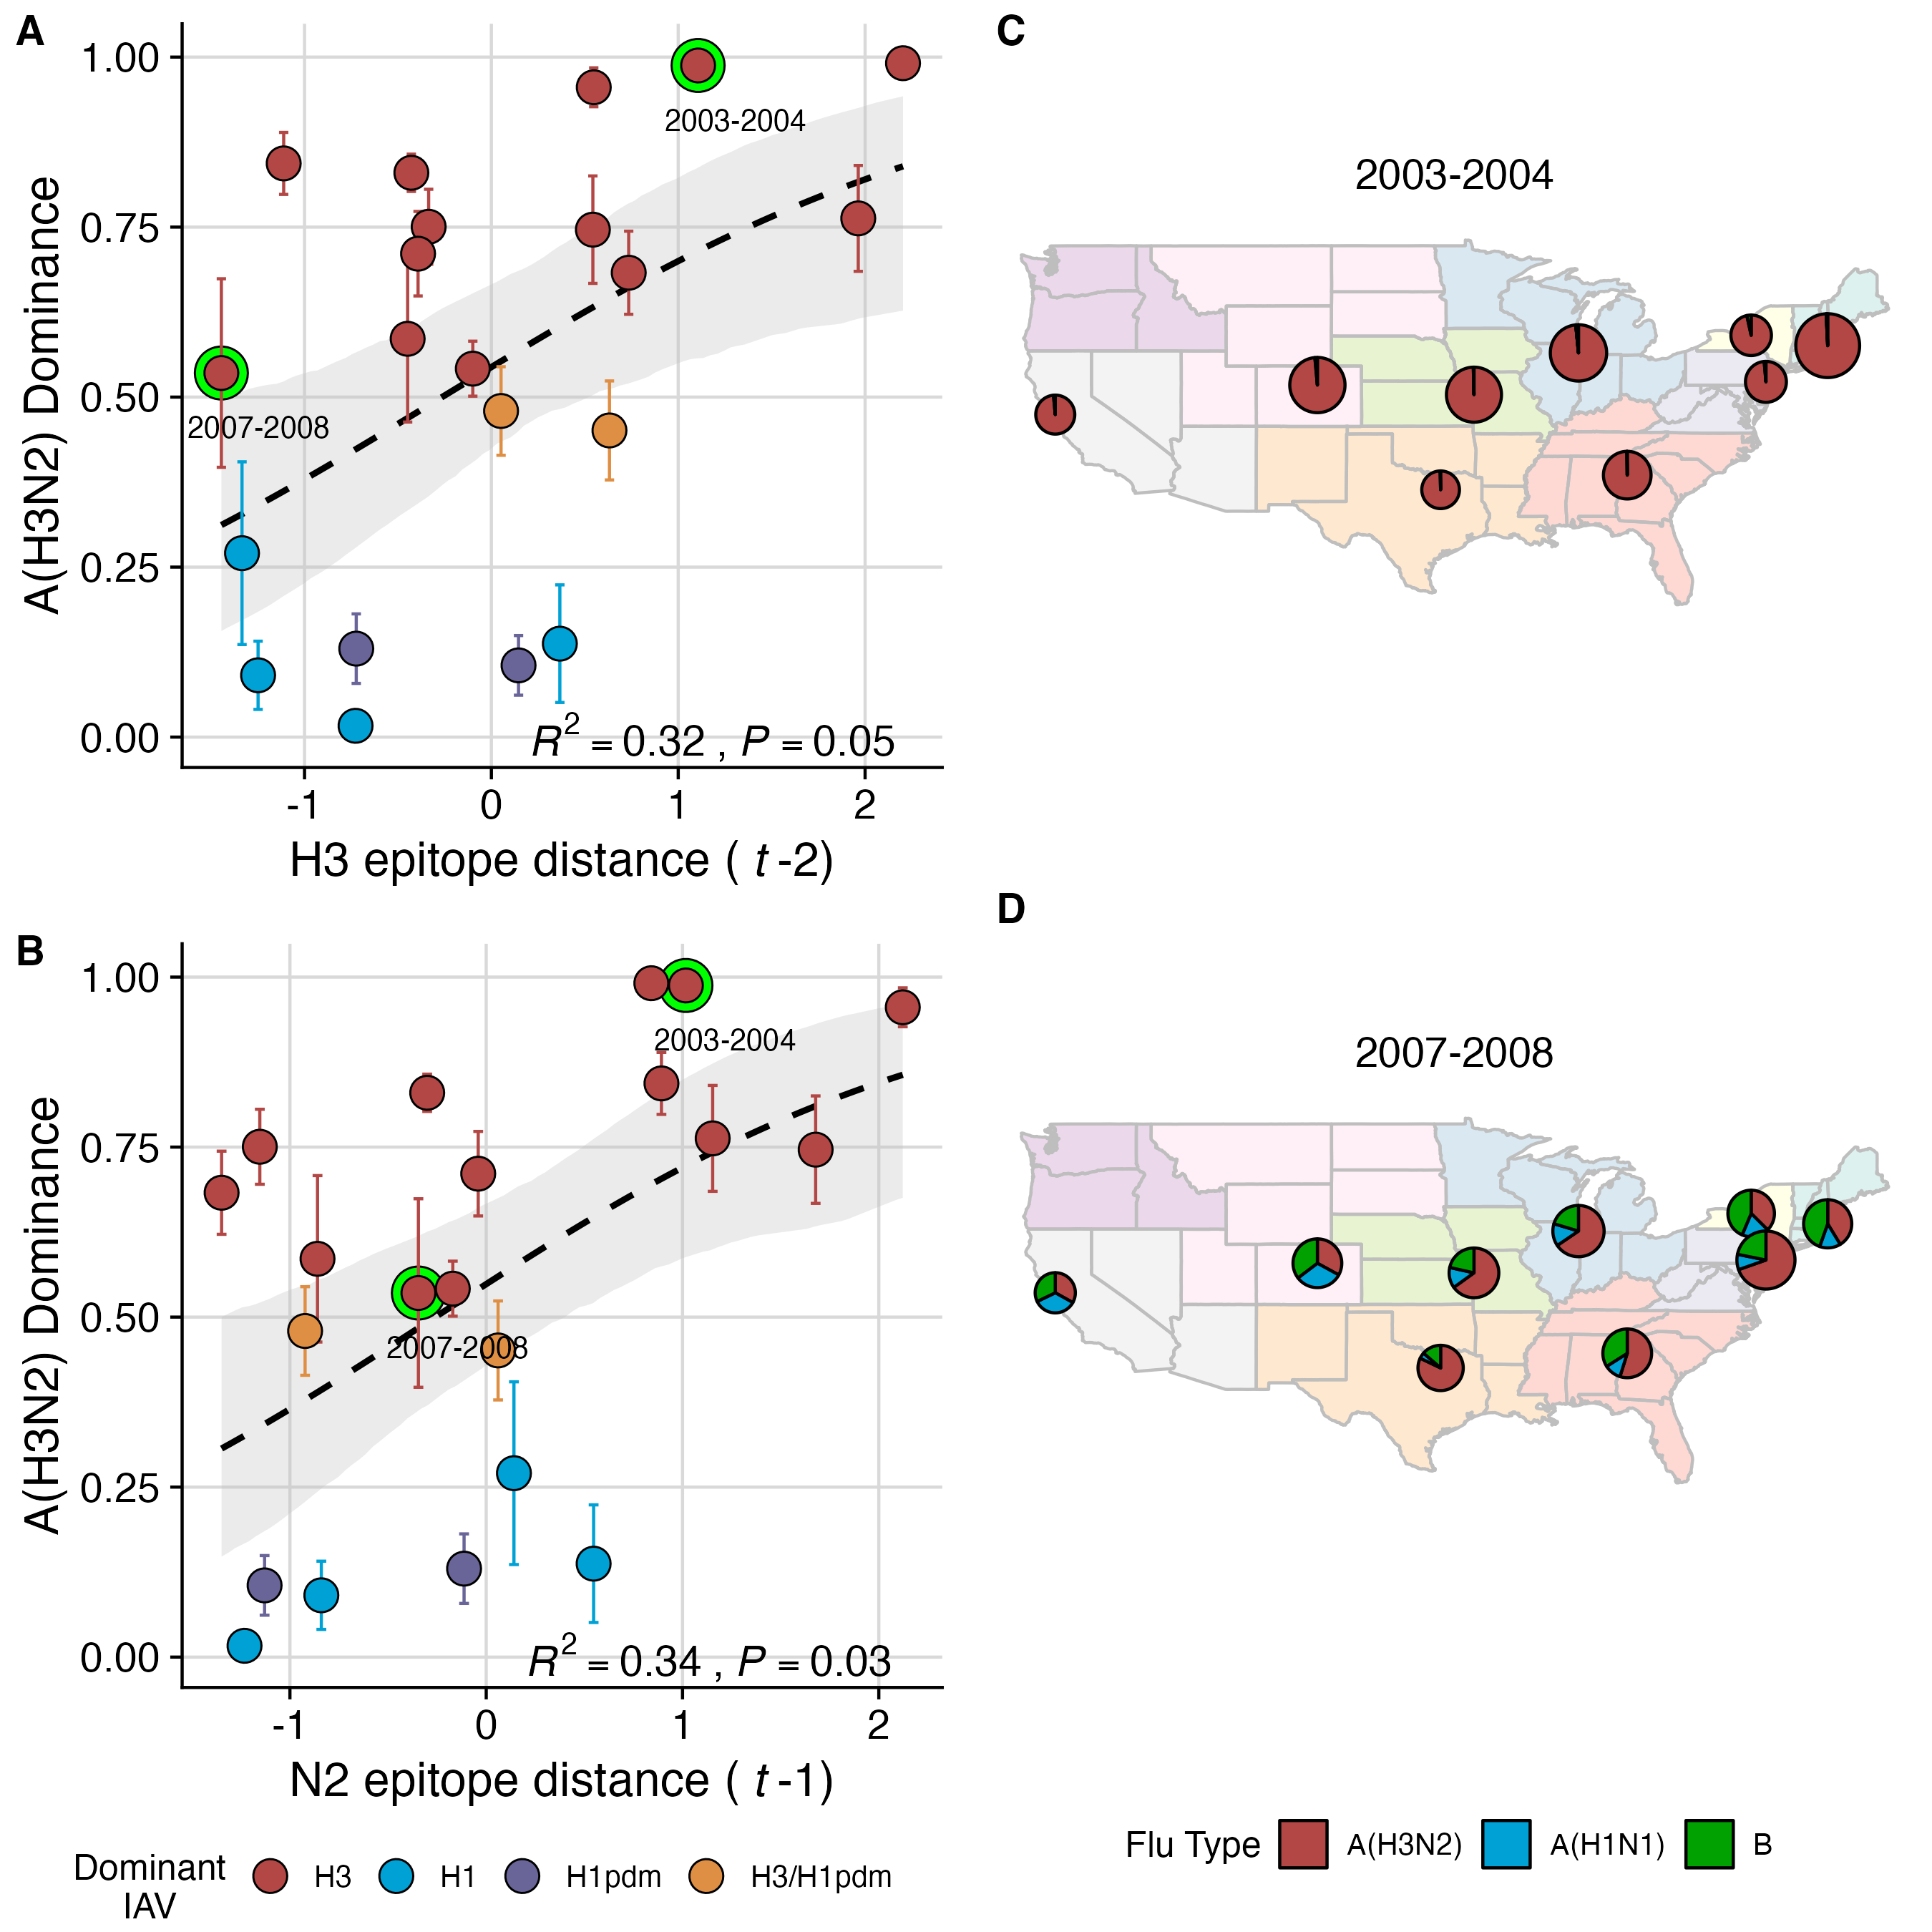 A
1.00
0.75
0.50
0.25
0.00
A(H3N2) Dominance
2003-2004
2007-2008
R2 = 0.32 , P = 0.05
-1 0 1 2
H3 epitope distance ( t -2)
B
1.00
0.75
0.50
0.25
0.00
A(H3N2) Dominance
2003-2004
2007-2008
R2 = 0.34 , P = 0.03
-1 0 1 2
N2 epitope distance ( t -1)
Dominant
IAV
H3 H1 H1pdm H3/H1pdm
C
2003-2004
D
2007-2008
Flu Type A(H3N2) A(H1N1) B